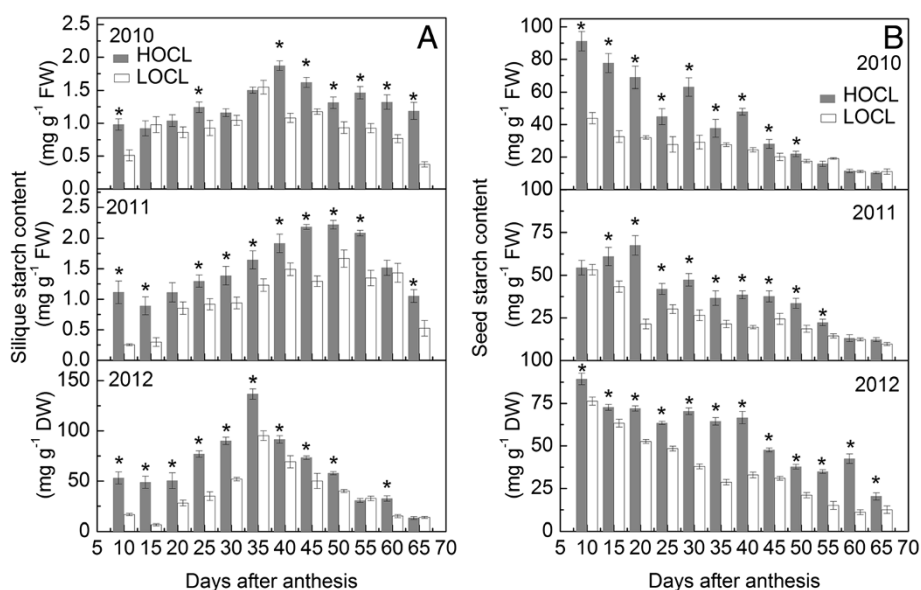 A
2010
HOCL
LOCL
2.5
2.0
1.5
1.0
0.5
0.0
(mg g-1 FW)
* * * * * * * *
2011
2.0
1.5
1.0
0.5
0.0
(mg g-1 FW)
* * * * * * * * * *
2012
150
100
50
0
(mg g-1 DW)
* * * * * * * * * *
Silique starch content
5 10 15 20 25 30 35 40 45 50 55 60 65 70
Days after anthesis
B
2010
HOCL
LOCL
100
80
60
40
20
(mg g-1 FW)
* * * * * * * * *
2011
100
75
50
25
(mg g-1 FW)
* * * * * * * * *
2012
100
75
50
25
0
(mg g-1 DW)
* * * * * * * * * * * *
Seed starch content
5 10 15 20 25 30 35 40 45 50 55 60 65 70
Days after anthesis